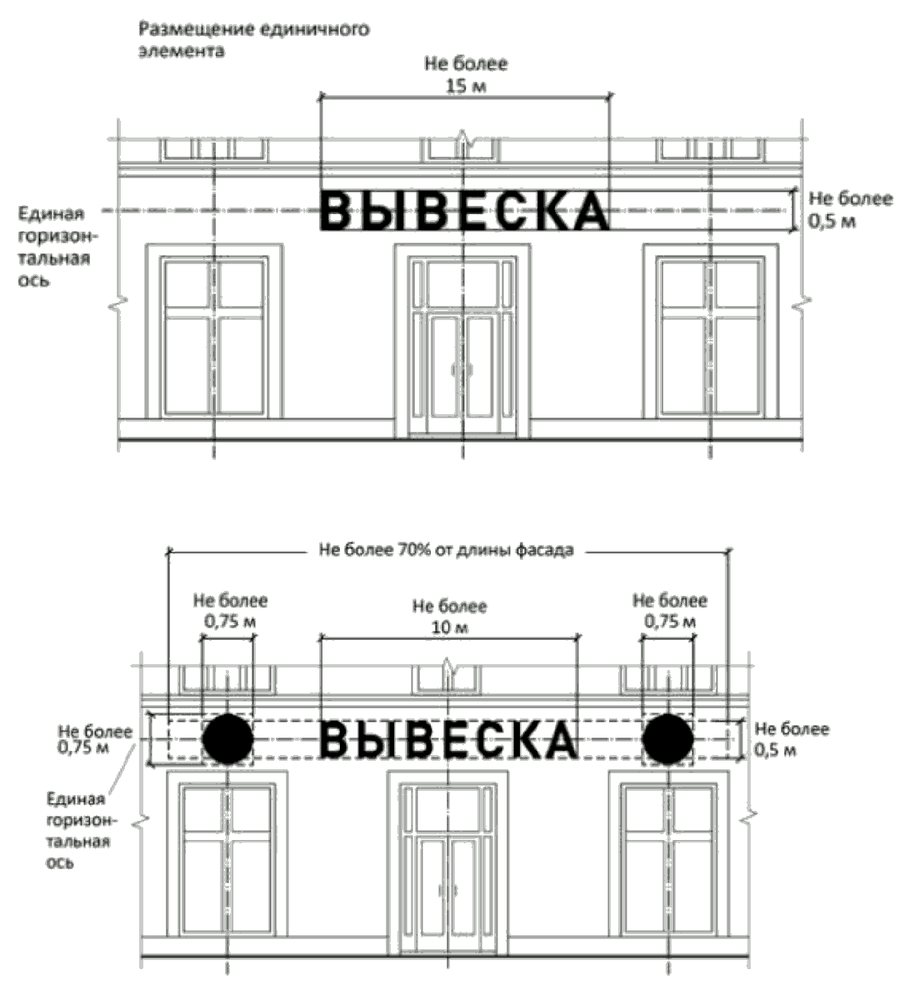 Размещение единичного
элемента
Не более
15 м
ВЫВЕСКА
Не более
0,5 м
Единая
горизон-
тальная
ось
Не более 70% от длины фасада
Не более
0,75 м
Не более
10 м
Не более
0,75 м
ВЫВЕСКА
Не более
0,75 м
Не более
0,5 м
Единая
горизон-
тальная
ось